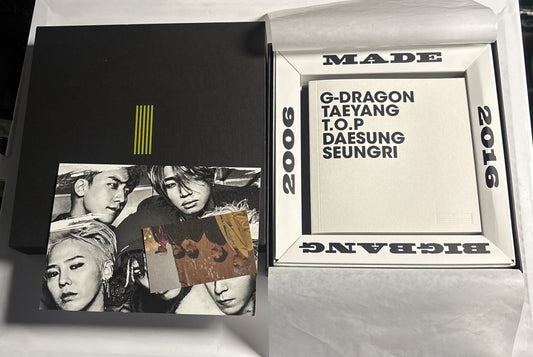 MADE
G-DRAGON
TAEYANG
T.O.P
DAESUNG
SEUNGRI
2006
2016
BIGBANG